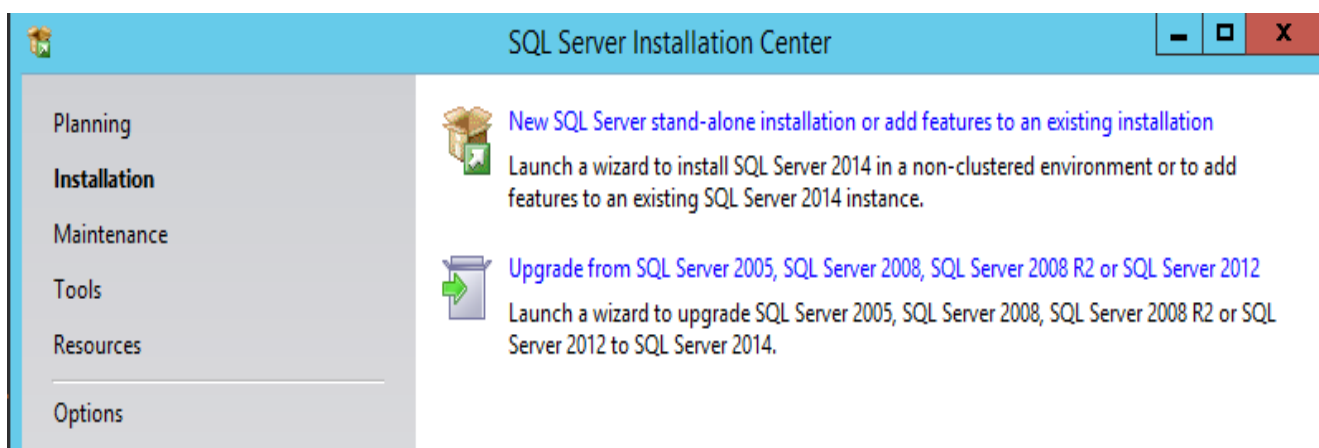 SQL Server Installation Center
Planning
Installation
Maintenance
Tools
Resources
Options
New SQL Server stand-alone installation or add features to an existing installation
Launch a wizard to install SQL Server 2014 in a non-clustered environment or to add
features to an existing SQL Server 2014 instance.
Upgrade from SQL Server 2005, SQL Server 2008, SQL Server 2008 R2 or SQL Server 2012
Launch a wizard to upgrade SQL Server 2005, SQL Server 2008, SQL Server 2008 R2 or SQL
Server 2012 to SQL Server 2014.